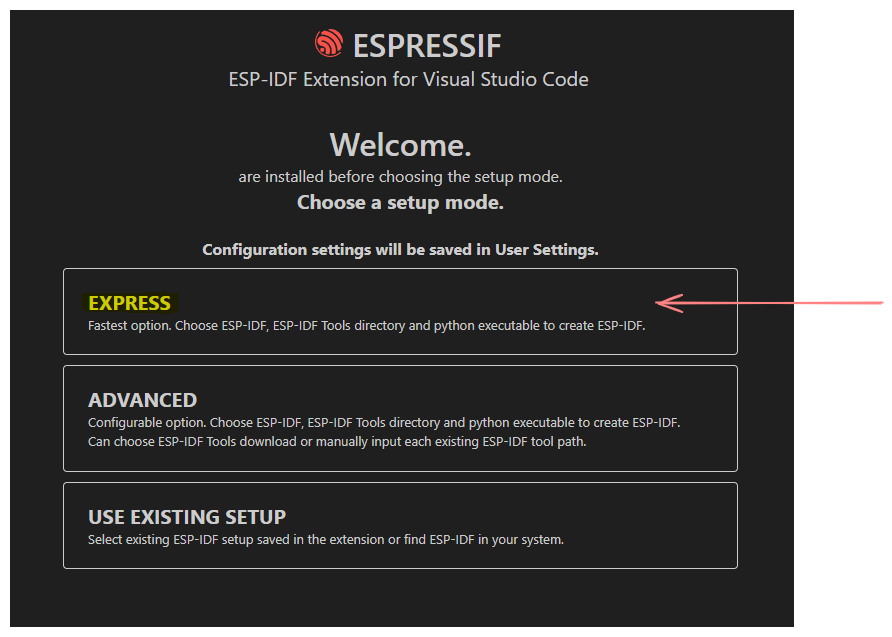 ESPRESSIF
ESP-IDF Extension for Visual Studio Code
Welcome.
are installed before choosing the setup mode.
Choose a setup mode.
Configuration settings will be saved in User Settings.
EXPRESS
Fastest option. Choose ESP-IDF, ESP-IDF Tools directory and python executable to create ESP-IDF.
ADVANCED
Configurable option. Choose ESP-IDF, ESP-IDF Tools directory and python executable to create ESP-IDF.
Can choose ESP-IDF Tools download or manually input each existing ESP-IDF tool path.
USE EXISTING SETUP
Select existing ESP-IDF setup saved in the extension or find ESP-IDF in your system.